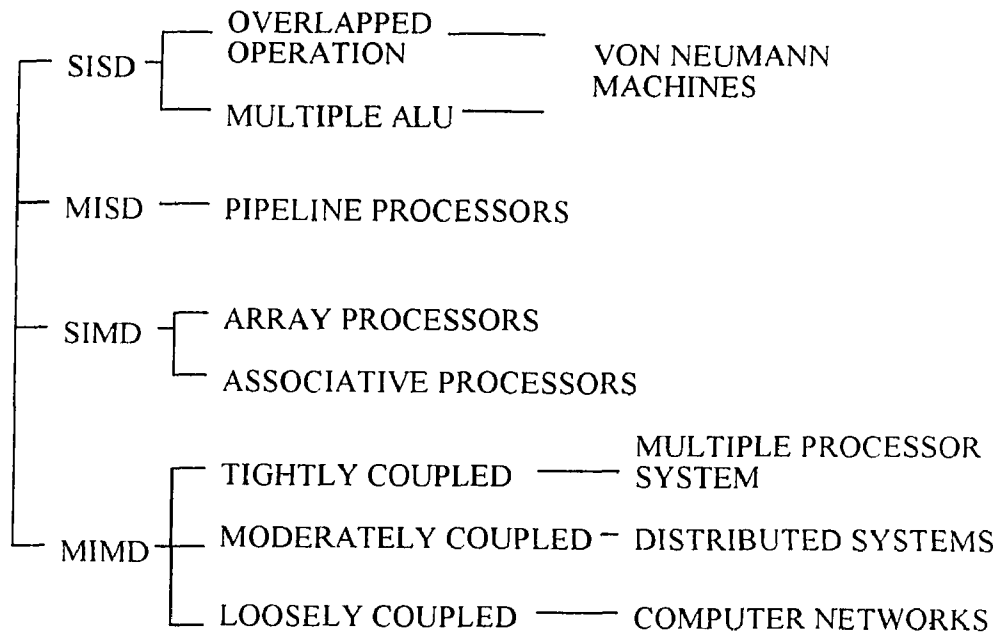 SISD
OVERLAPPED
OPERATION
VON NEUMANN
MACHINES
MULTIPLE ALU
MISD
PIPELINE PROCESSORS
SIMD
ARRAY PROCESSORS
ASSOCIATIVE PROCESSORS
MIMD
TIGHTLY COUPLED
MULTIPLE PROCESSOR
SYSTEM
MODERATELY COUPLED
DISTRIBUTED SYSTEMS
LOOSELY COUPLED
COMPUTER NETWORKS